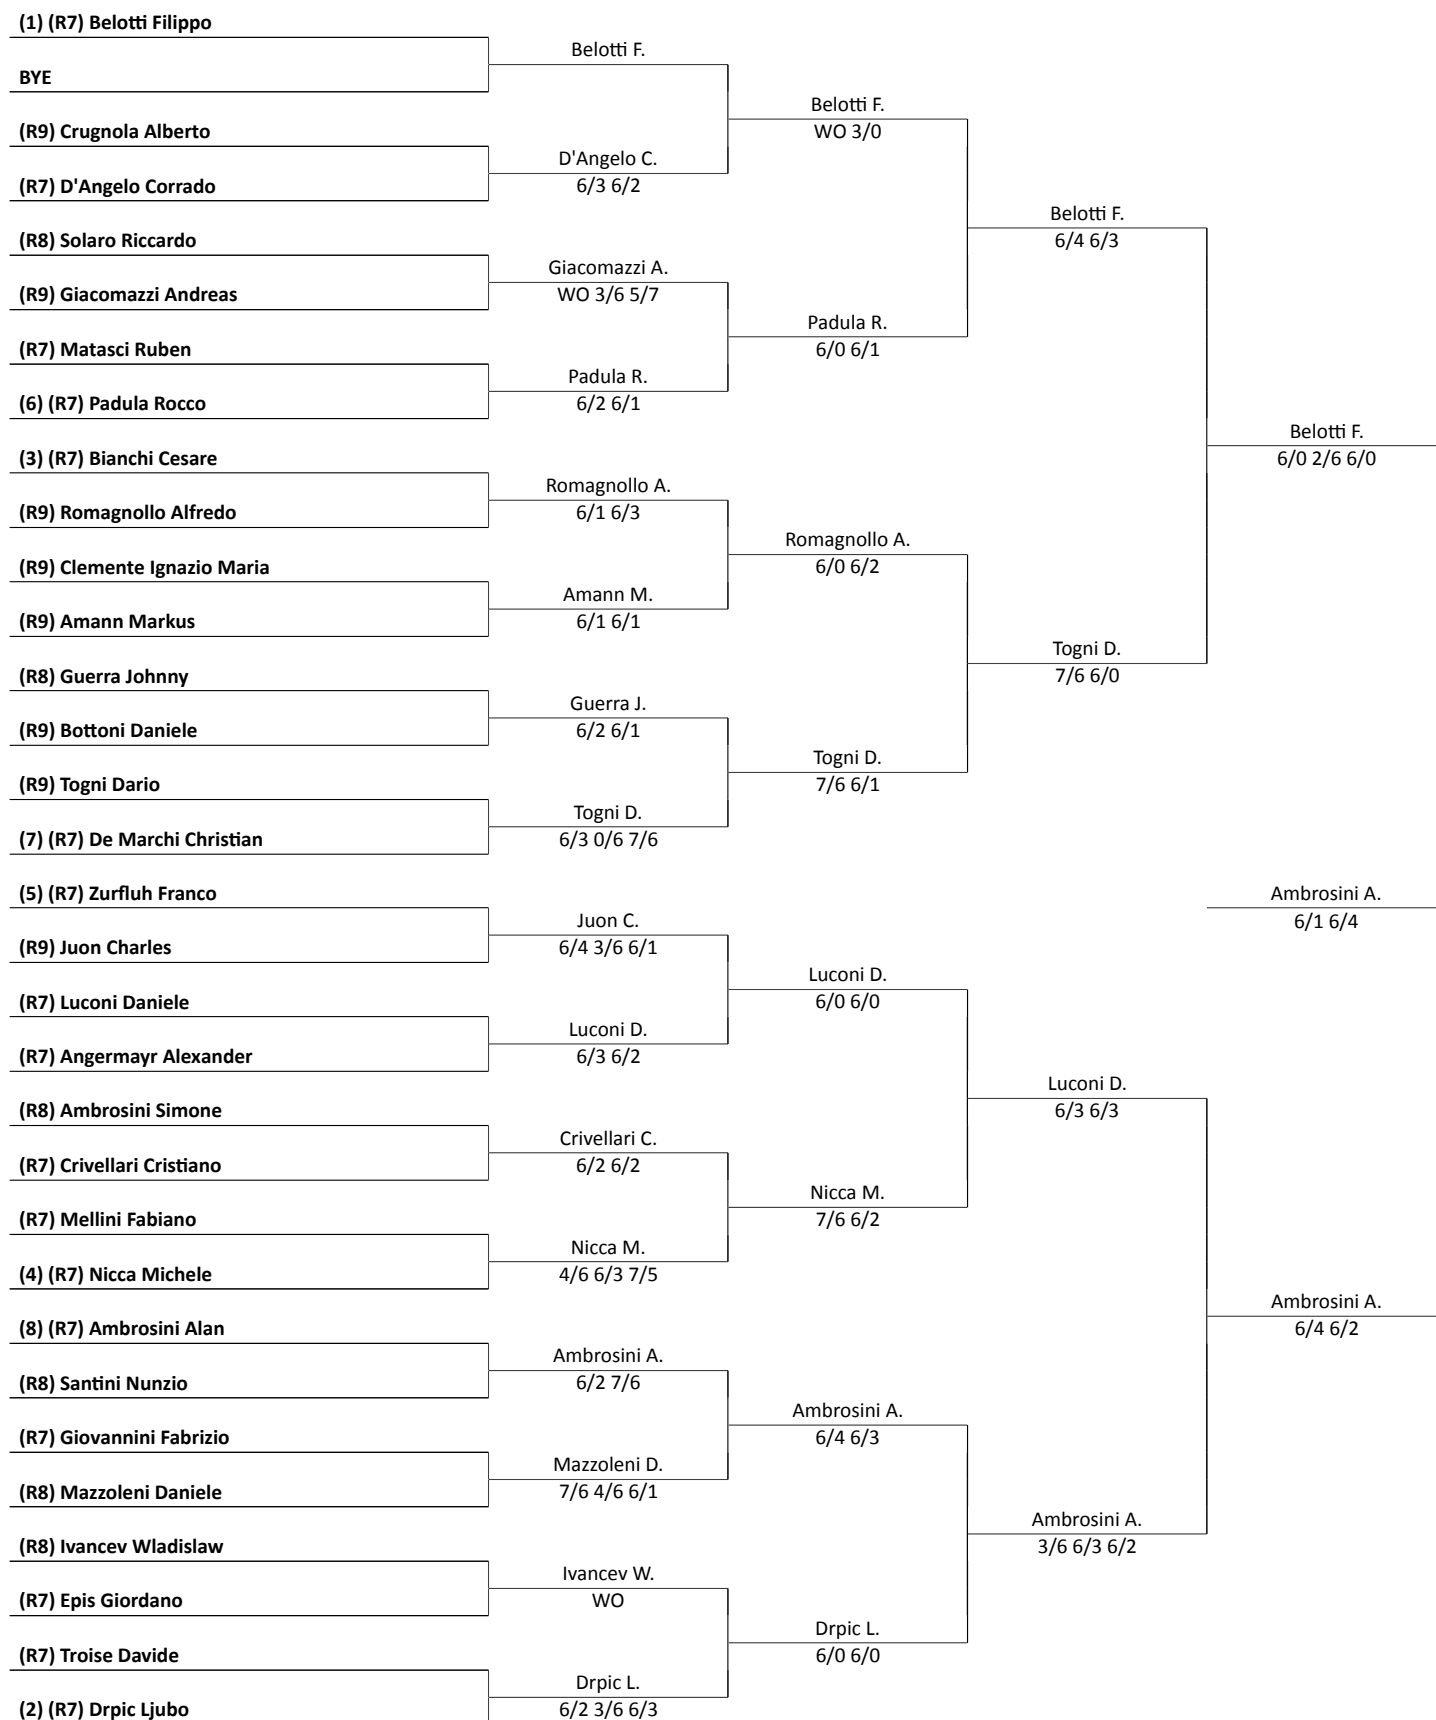 (1) (R7) Belotti Filippo
BYE
(R9) Crugnola Alberto
(R7) D'Angelo Corrado
(R8) Solaro Riccardo
(R9) Giacomazzi Andreas
(R7) Matasci Ruben
(6) (R7) Padula Rocco
(3) (R7) Bianchi Cesare
(R9) Romagnollo Alfredo
(R9) Clemente Ignazio Maria
(R9) Amann Markus
(R8) Guerra Johnny
(R9) Bottoni Daniele
(R9) Togni Dario
(7) (R7) De Marchi Christian
(5) (R7) Zurfluh Franco
(R9) Juon Charles
(R7) Luconi Daniele
(R7) Angermayr Alexander
(R8) Ambrosini Simone
(R7) Crivellari Cristiano
(R7) Mellini Fabiano
(4) (R7) Nicca Michele
(8) (R7) Ambrosini Alan
(R8) Santini Nunzio
(R7) Giovannini Fabrizio
(R8) Mazzoleni Daniele
(R8) Ivancev Wladislaw
(R7) Epis Giordano
(R7) Troise Davide
(2) (R7) Drpic Ljubo
Belotti F.
D'Angelo C.
6/3 6/2
Giacomazzi A.
WO 3/6 5/7
Padula R.
6/2 6/1
Romagnollo A.
6/1 6/3
Amann M.
6/1 6/1
Guerra J.
6/2 6/1
Togni D.
6/3 0/6 7/6
Juon C.
6/4 3/6 6/1
Luconi D.
6/3 6/2
Crivellari C.
6/2 6/2
Nicca M.
4/6 6/3 7/5
Ambrosini A.
6/2 7/6
Mazzoleni D.
7/6 4/6 6/1
Ivancev W.
WO
Drpic L.
6/2 3/6 6/3
Belotti F.
WO 3/0
Padula R.
6/0 6/1
Romagnollo A.
6/0 6/2
Togni D.
7/6 6/1
Luconi D.
6/0 6/0
Nicca M.
7/6 6/2
Ambrosini A.
6/4 6/3
Drpic L.
6/0 6/0
Belotti F.
6/4 6/3
Togni D.
7/6 6/0
Luconi D.
6/3 6/3
Ambrosini A.
3/6 6/3 6/2
Belotti F.
6/0 2/6 6/0
Ambrosini A.
6/1 6/4
Ambrosini A.
6/4 6/2